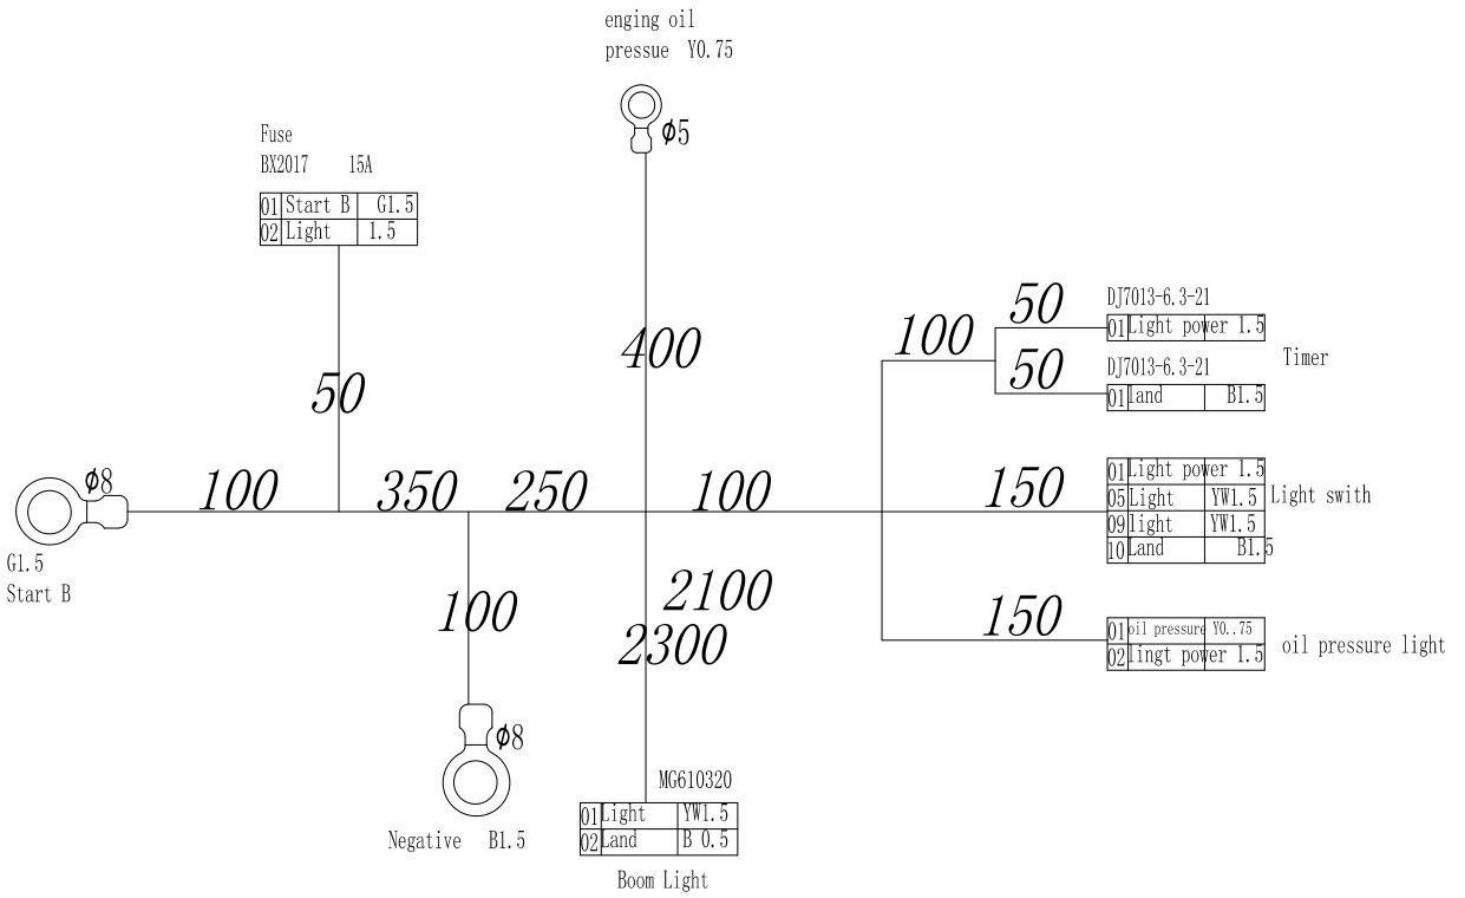 enging oil
pressue Y0.75
ϕ5
Fuse
BX2017 15A
01 Start B G1.5
02 Light 1.5
50
400
100
50
50
DJ7013-6.3-21
01 Light power 1.5
DJ7013-6.3-21
01 land B1.5
Timer
ϕ8
100
350
250
100
150
01 Light power 1.5
05 Light YW1.5
09 light YW1.5
10 Land B1.5
Light swith
G1.5
Start B
100
2100
2300
150
01 oil pressure Y0..75
02 lingt power 1.5
oil pressure light
ϕ8
Negative B1.5
MG610320
01 Light YW1.5
02 Land B 0.5
Boom Light